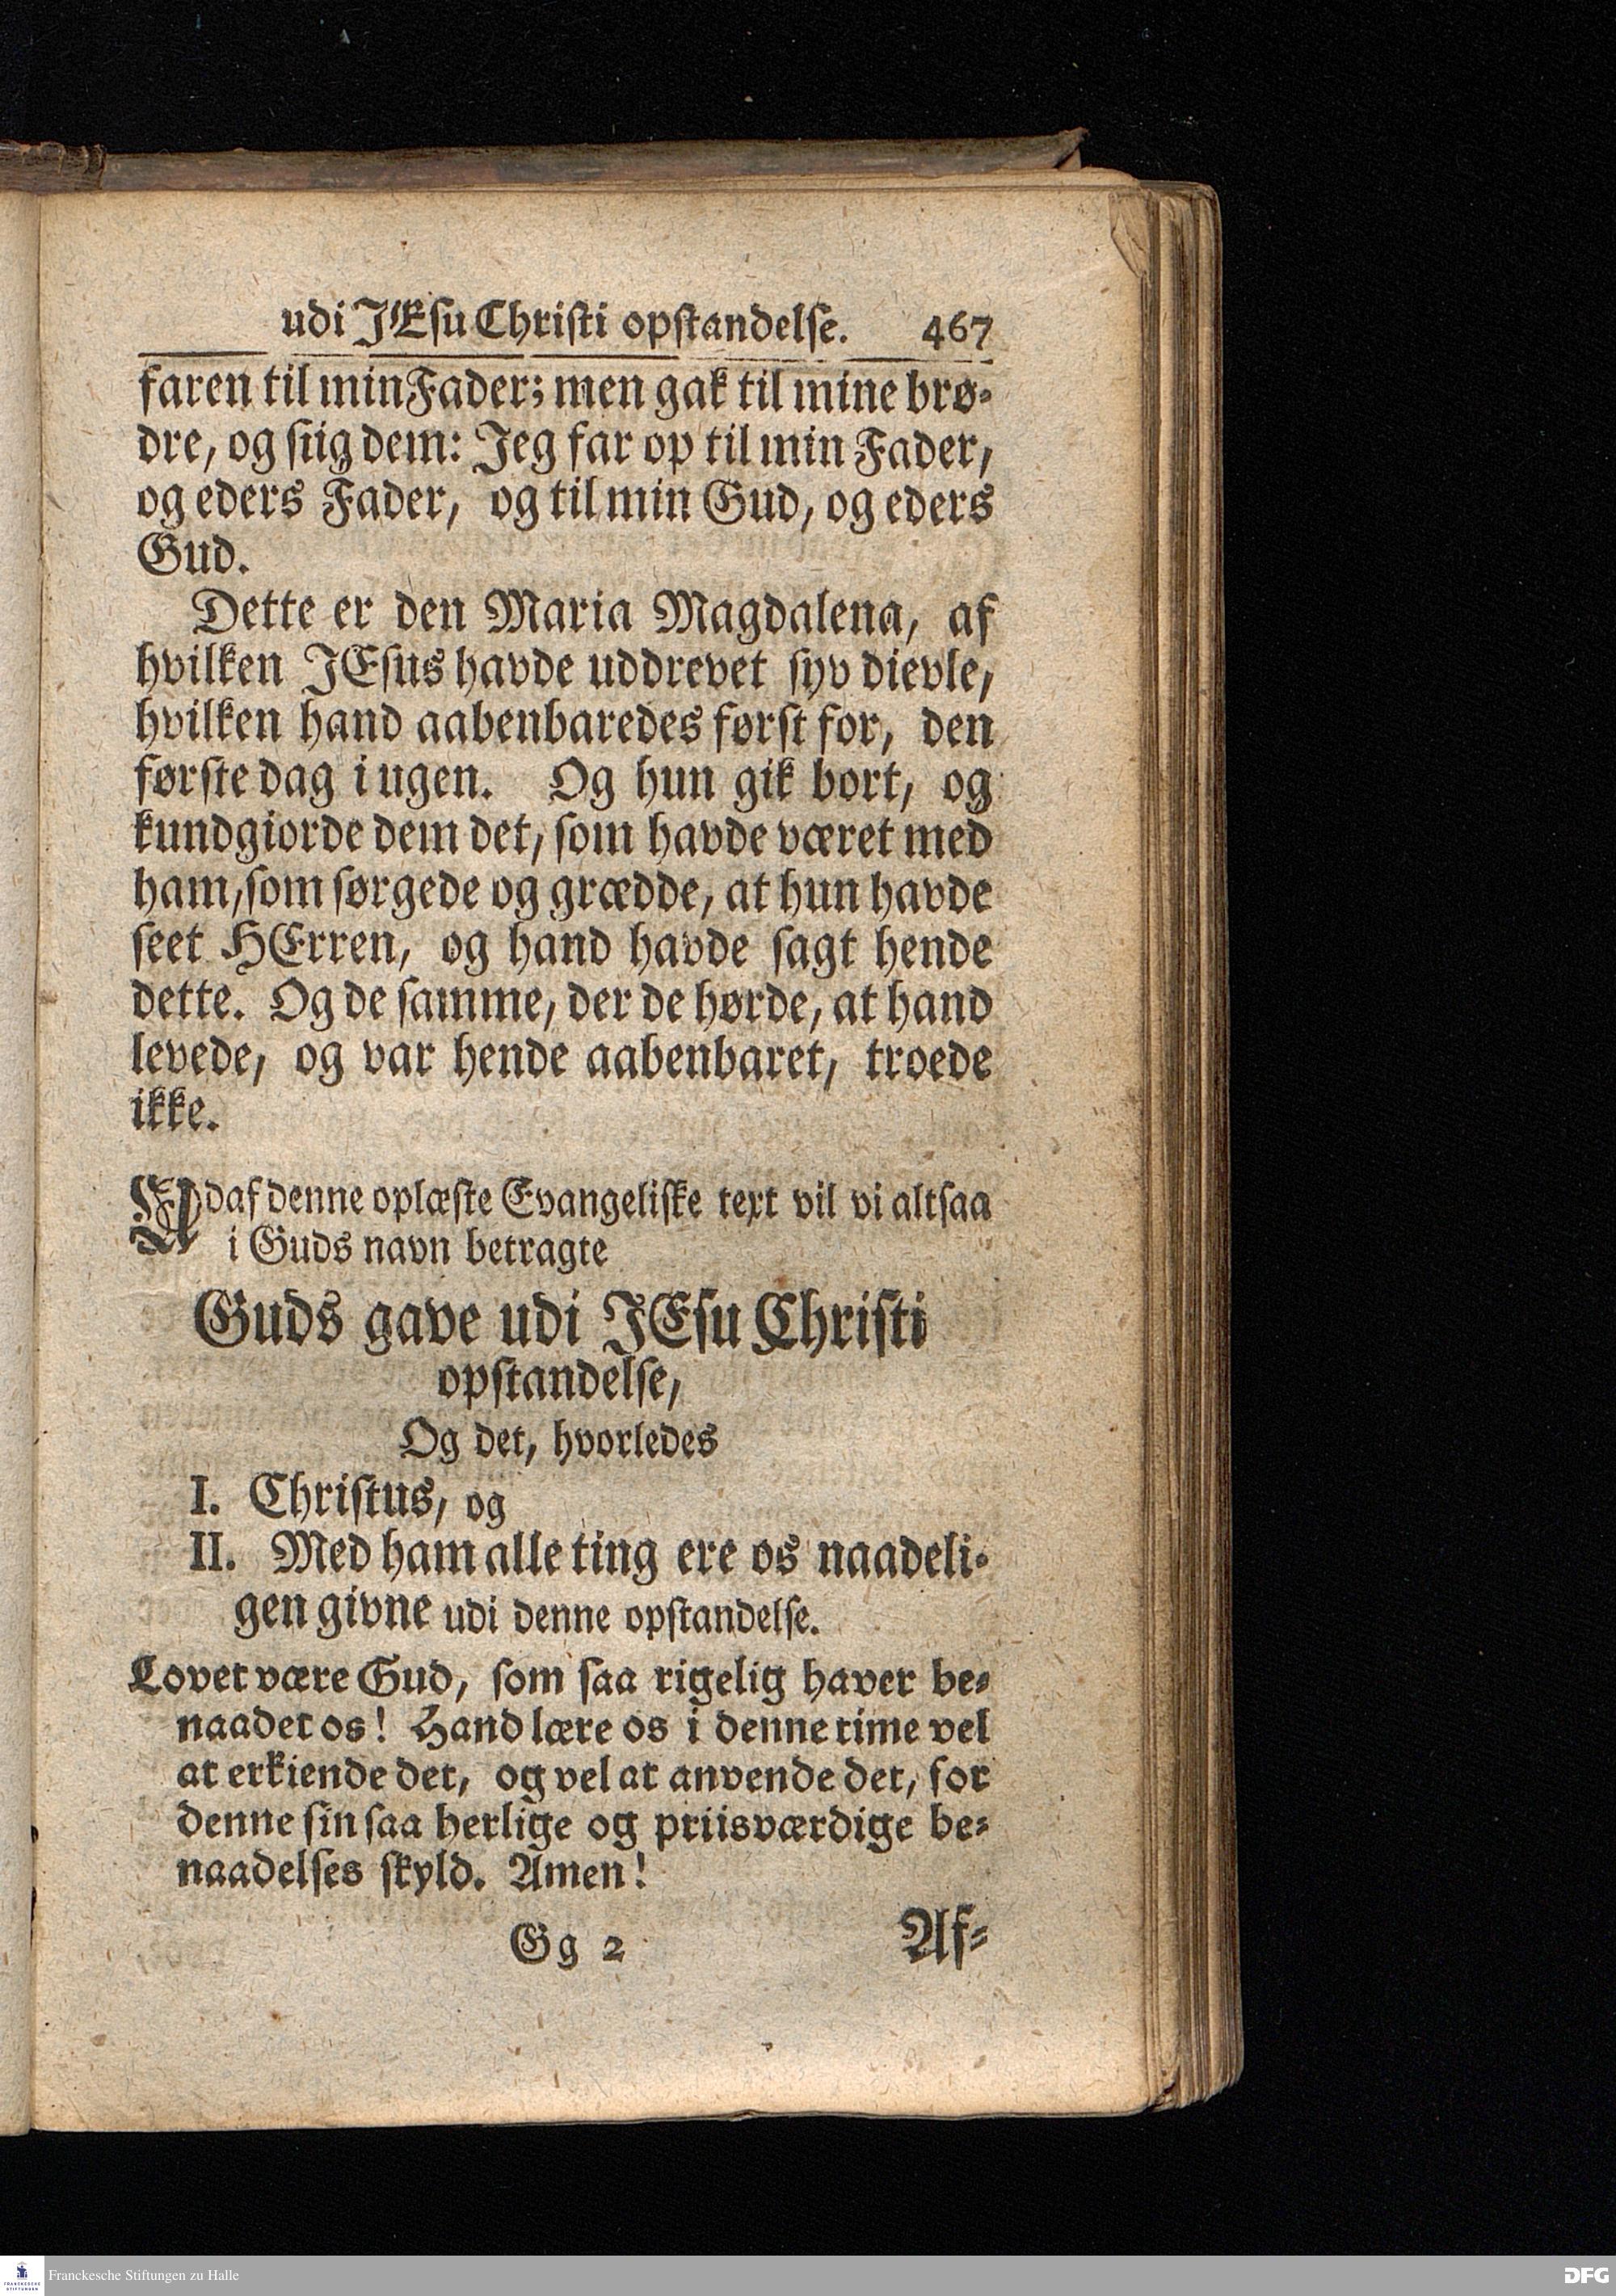 udi JEsu Christi opstandelse. 467
faren til min Fader; men gak til mine brø-
dre, og siig dem: Jeg far op til min Fader,
og eders Fader, og til min Gud, og eders
Gud.
Dette er den Maria Magdalena, af
hvilken JEsus havde uddrevet syv dievle,
hvilken hand aabenbaredes først for, den
første dag i ugen. Og hun gik bort, og
kundgiorde dem det, som havde været med
ham, som sørgede og grædde, at hun havde
seet HErren, og hand havde sagt hende
dette. Og de samme, der de hørde, at hand
levede, og var hende aabenbaret, troede
ikke.
Udaf denne oplæste Evangeliske text vil vi altsaa
i Guds navn betragte
Guds gave udi JEsu Christi
opstandelse,
Og det, hvorledes
I. Christus, og
II. Med ham alle ting ere os naadeli-
gen givne udi denne opstandelse.
Lovet være Gud, som saa rigelig haver be-
naadet os! Hand lære os i denne time vel
at erkiende det, og vel at anvende det, for
denne sin saa herlige og priisværdige be-
naadelses skyld. Amen!
Gg 2 Af-
Franckesche Stiftungen zu Halle
FRANCKESCHE
STIFTUNGEN
DFG